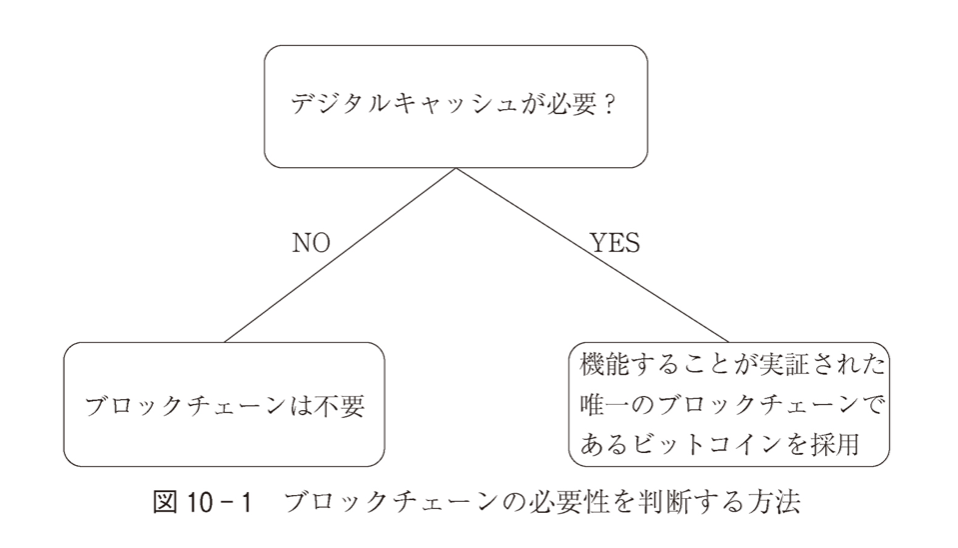 デジタルキャッシュが必要？
NO
YES
ブロックチェーンは不要
機能することが実証された
唯一のブロックチェーンで
あるビットコインを採用
図10-1　ブロックチェーンの必要性を判断する方法